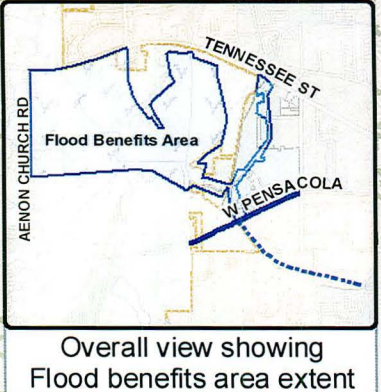 TENNESSEE ST
AENON CHURCH RD
Flood Benefits Area
W PENSACOLA
Overall view showing
Flood benefits area extent